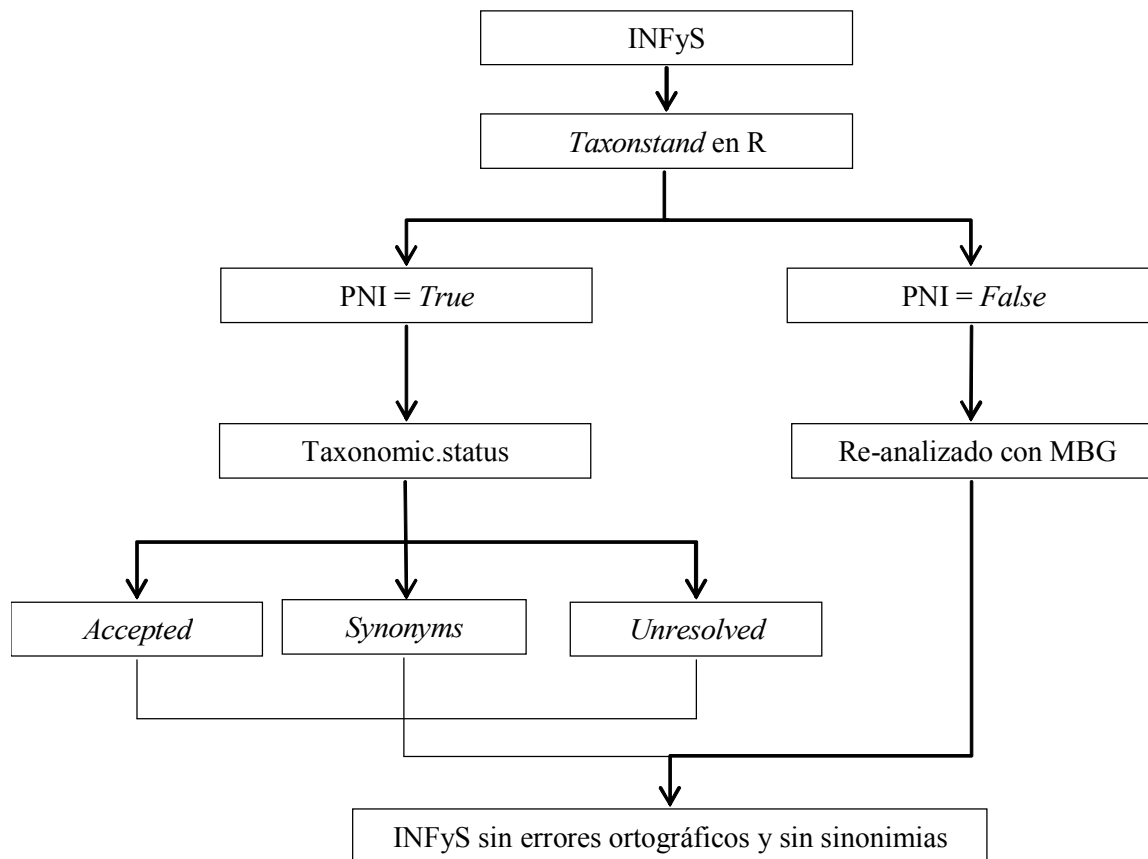 INFyS
Taxonstand en R
PNI = True
PNI = False
Taxonomic.status
Re-analizado con MBG
Accepted
Synonyms
Unresolved
INFyS sin errores ortográficos y sin sinonimias